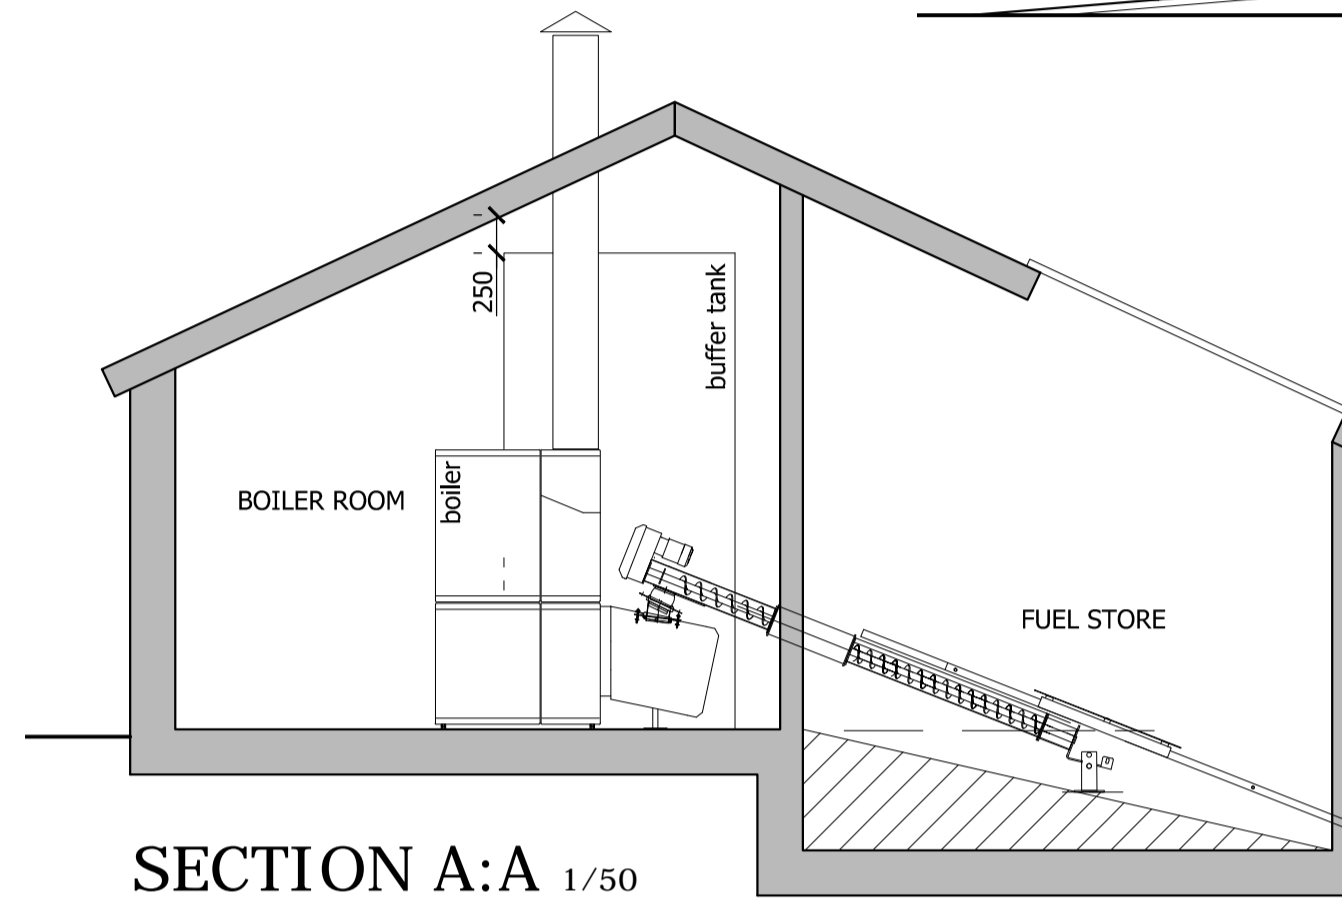 250
buffer tank
boiler
BOILER ROOM
FUEL STORE
SECTION A:A 1/50